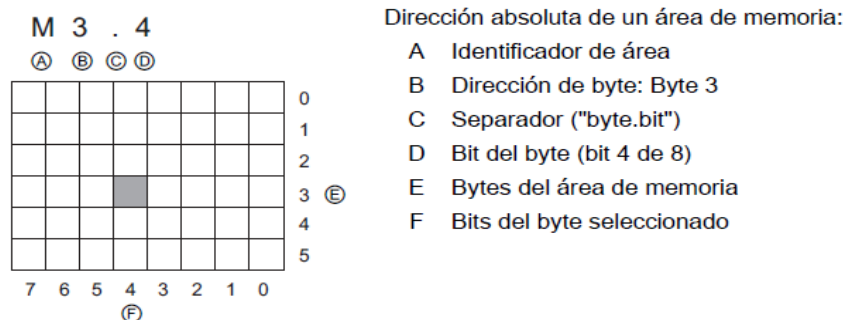 M 3 . 4
A B C D
0
1
2
3 E
4
5
7 6 5 4 3 2 1 0
F
Dirección absoluta de un área de memoria:
A Identificador de área
B Dirección de byte: Byte 3
C Separador ("byte.bit")
D Bit del byte (bit 4 de 8)
E Bytes del área de memoria
F Bits del byte seleccionado